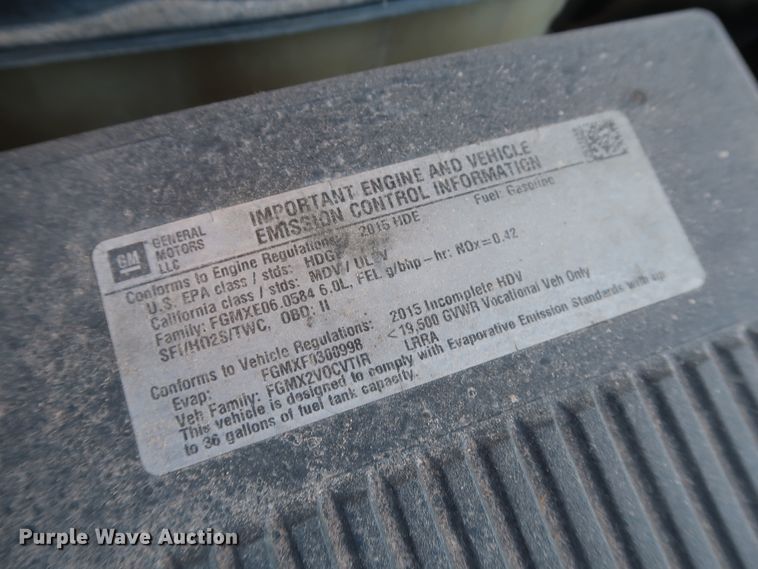 GM
GENERAL
MOTORS
LLC
IMPORTANT ENGINE AND VEHICLE
EMISSION CONTROL INFORMATION
Conforms to Engine Regulations: 2015 HDE Fuel: Gasoline
U.S. EPA class / stds: HDG
California class / stds: MDV /
Family: FGMXE06.0584 6.0L, FEL g/bhp-hr: NOx=0.42
SFI/HO2S/TWC, OBD: II
Conforms to Vehicle Regulations: 2015 Incomplete HDV
<19,500 GVWR Vocational Veh Only
Evap:
Veh Family: FGMX2VOCVTIR LRRA
This vehicle is designed to comply with Evaporative Emission Standards with up
to 36 gallons of fuel tank capacity.
Purple Wave Auction®